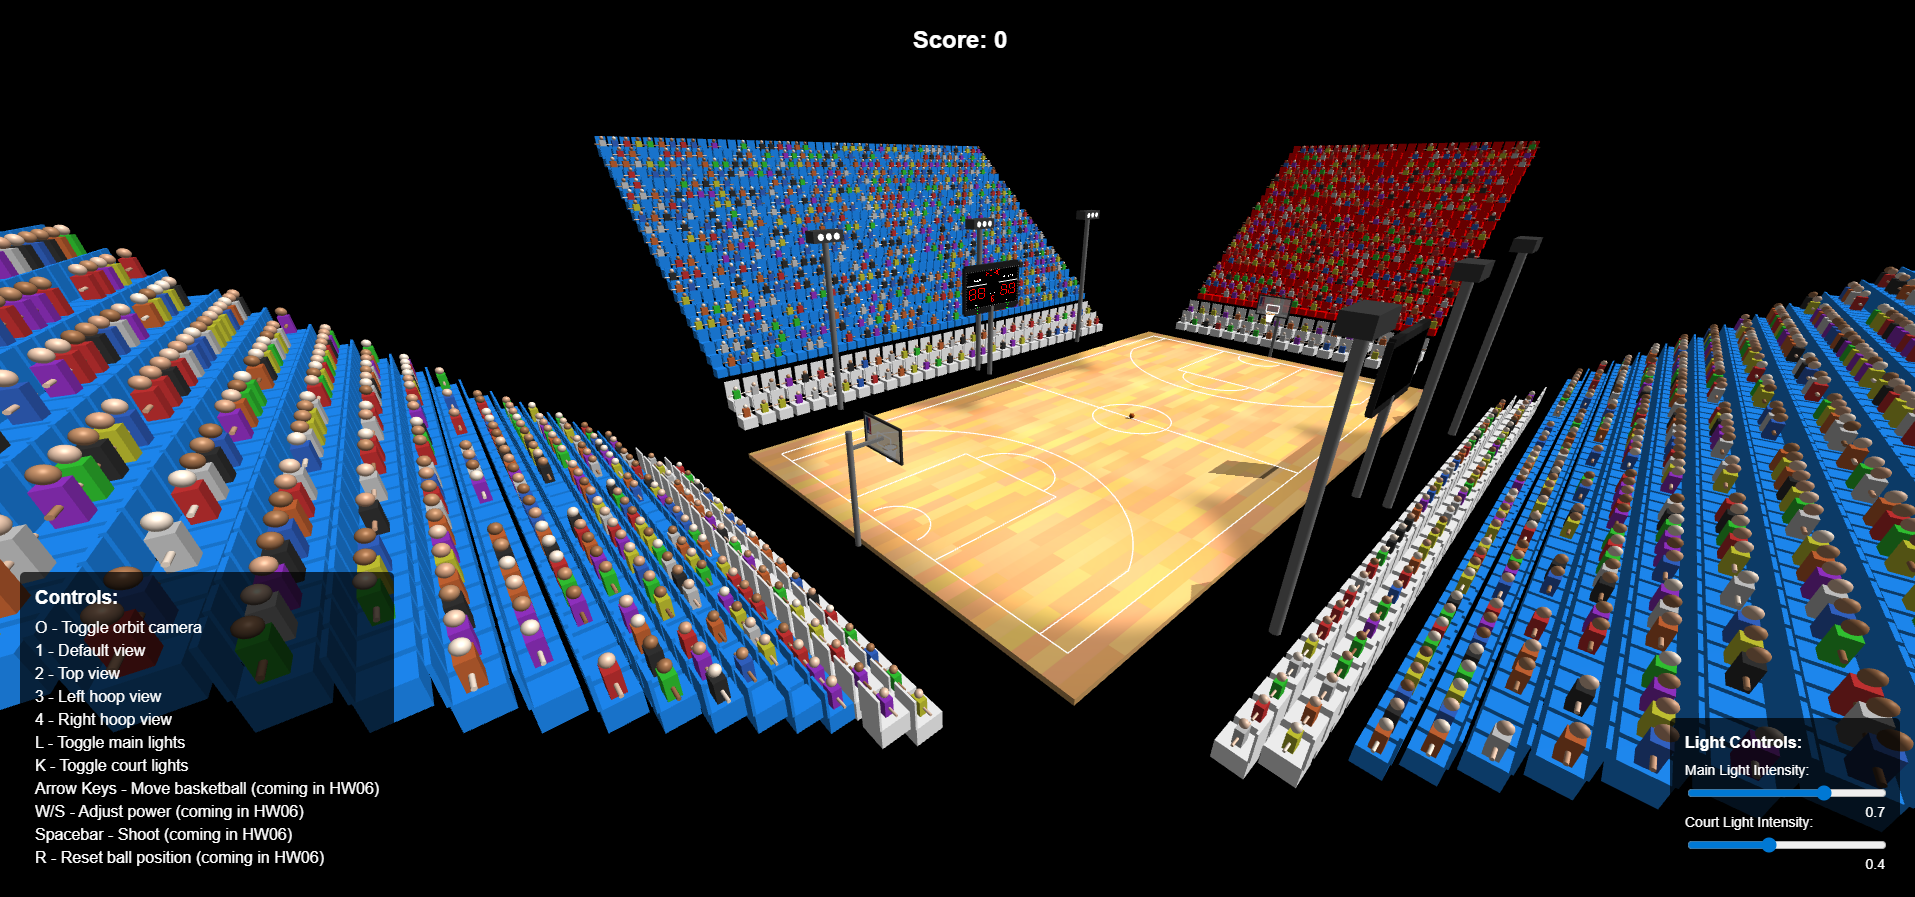 Score: 0
Controls:
O - Toggle orbit camera
1 - Default view
2 - Top view
3 - Left hoop view
4 - Right hoop view
L - Toggle main lights
K - Toggle court lights
Arrow Keys - Move basketball (coming in HW06)
W/S - Adjust power (coming in HW06)
Spacebar - Shoot (coming in HW06)
R - Reset ball position (coming in HW06)
Light Controls:
Main Light Intensity:
0.7
Court Light Intensity:
0.4